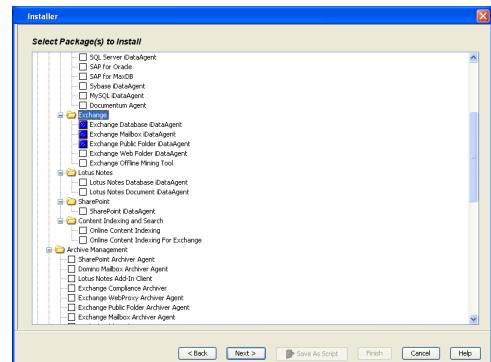 Installer
Select Package(s) to Install
SQL Server iDataAgent
SAP for Oracle
SAP for MaxDB
Sybase iDataAgent
MySQL iDataAgent
Documentum Agent
Exchange
Exchange Database iDataAgent
Exchange Mailbox iDataAgent
Exchange Public Folder iDataAgent
Exchange Web Folder iDataAgent
Exchange Offline Mining Tool
Lotus Notes
Lotus Notes Database iDataAgent
Lotus Notes Document iDataAgent
SharePoint
SharePoint iDataAgent
Content Indexing and Search
Online Content Indexing
Online Content Indexing For Exchange
Archive Management
SharePoint Archiver Agent
Domino Mailbox Archiver Agent
Lotus Notes Add-In Client
Exchange Compliance Archiver
Exchange WebProxy Archiver Agent
Exchange Public Folder Archiver Agent
Exchange Mailbox Archiver Agent
< Back Next > Save As Script Finish Cancel Help